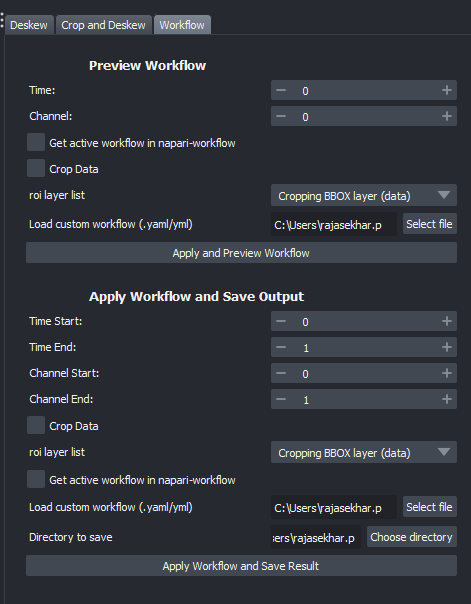 Deskew Crop and Deskew Workflow
Preview Workflow
Time: − 0 +
Channel: − 0 +
Get active workflow in napari-workflow
Crop Data
roi layer list Cropping BBOX layer (data)
Load custom workflow (.yaml/yml) C:\Users\rajasekhar.p Select file
Apply and Preview Workflow
Apply Workflow and Save Output
Time Start: − 0 +
Time End: − 1 +
Channel Start: − 0 +
Channel End: − 1 +
Crop Data
roi layer list Cropping BBOX layer (data)
Get active workflow in napari-workflow
Load custom workflow (.yaml/yml) C:\Users\rajasekhar.p Select file
Directory to save sers\rajasekhar.p Choose directory
Apply Workflow and Save Result